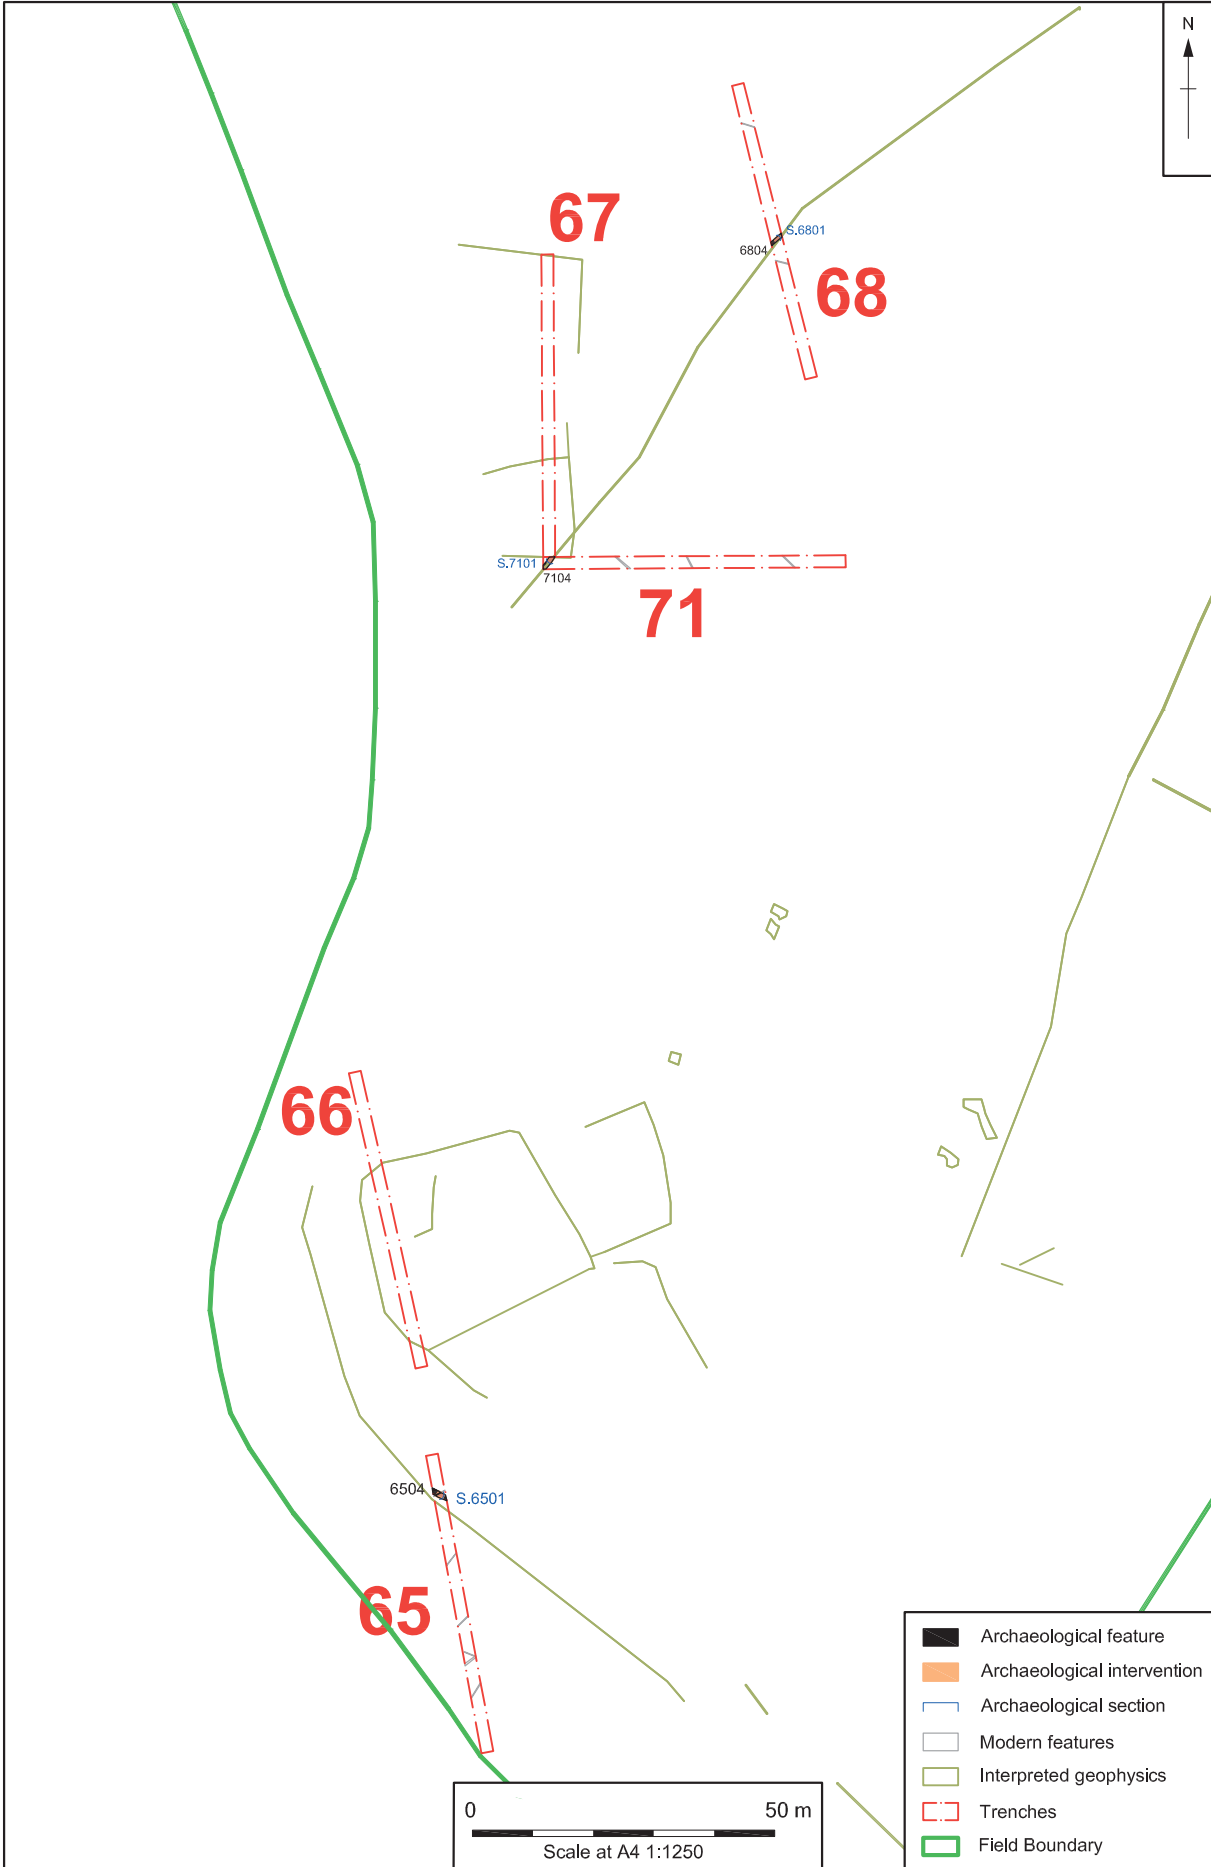 N
67
S.6801
6804
68
S.7101
7104
71
66
6504
S.6501
65
Archaeological feature
Archaeological intervention
Archaeological section
Modern features
Interpreted geophysics
Trenches
Field Boundary
0 50 m
Scale at A4 1:1250